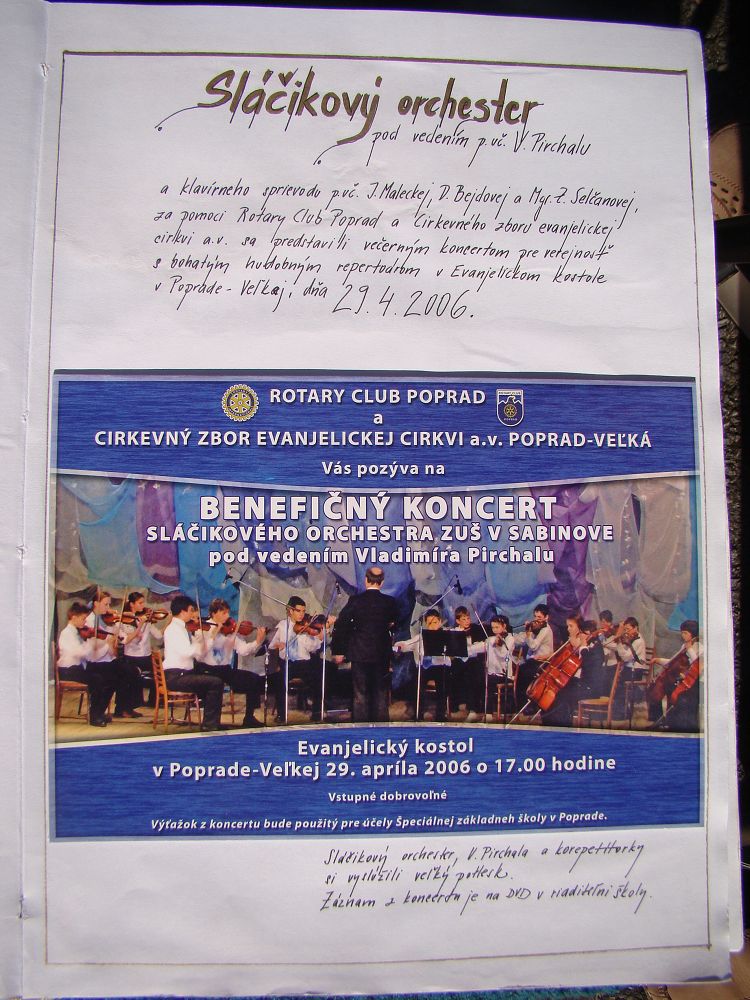 Sláčikový orchester
pod vedením p.uč. V. Pirchalu
a klavírneho sprievodu p.uč. J. Maleckej, D. Bejdovej a Mgr. Ž. Selčanovej,
za pomoci Rotary Club Poprad a Cirkevného zboru evanjelickej
cirkvi a.v. sa predstavili večerným koncertom pre verejnosť
s bohatým hudobným repertoárom v Evanjelickom kostole
v Poprade - Veľkej, dňa 29.4.2006.
ROTARY CLUB POPRAD
a
CIRKEVNÝ ZBOR EVANJELICKEJ CIRKVI a.v. POPRAD-VEĽKÁ
Vás pozýva na
BENEFIČNÝ KONCERT
SLÁČIKOVÉHO ORCHESTRA ZUŠ V SABINOVE
pod vedením Vladimíra Pirchalu
Evanjelický kostol
v Poprade-Veľkej 29. apríla 2006 o 17.00 hodine
Vstupné dobrovoľné
Výťažok z koncertu bude použitý pre účely Špeciálnej základneh školy v Poprade.
Sláčikový orchester, V. Pirchala a korepetítorky
si vyslúžili veľký potlesk.
Záznam z koncertu je na DVD v riaditeľni školy.